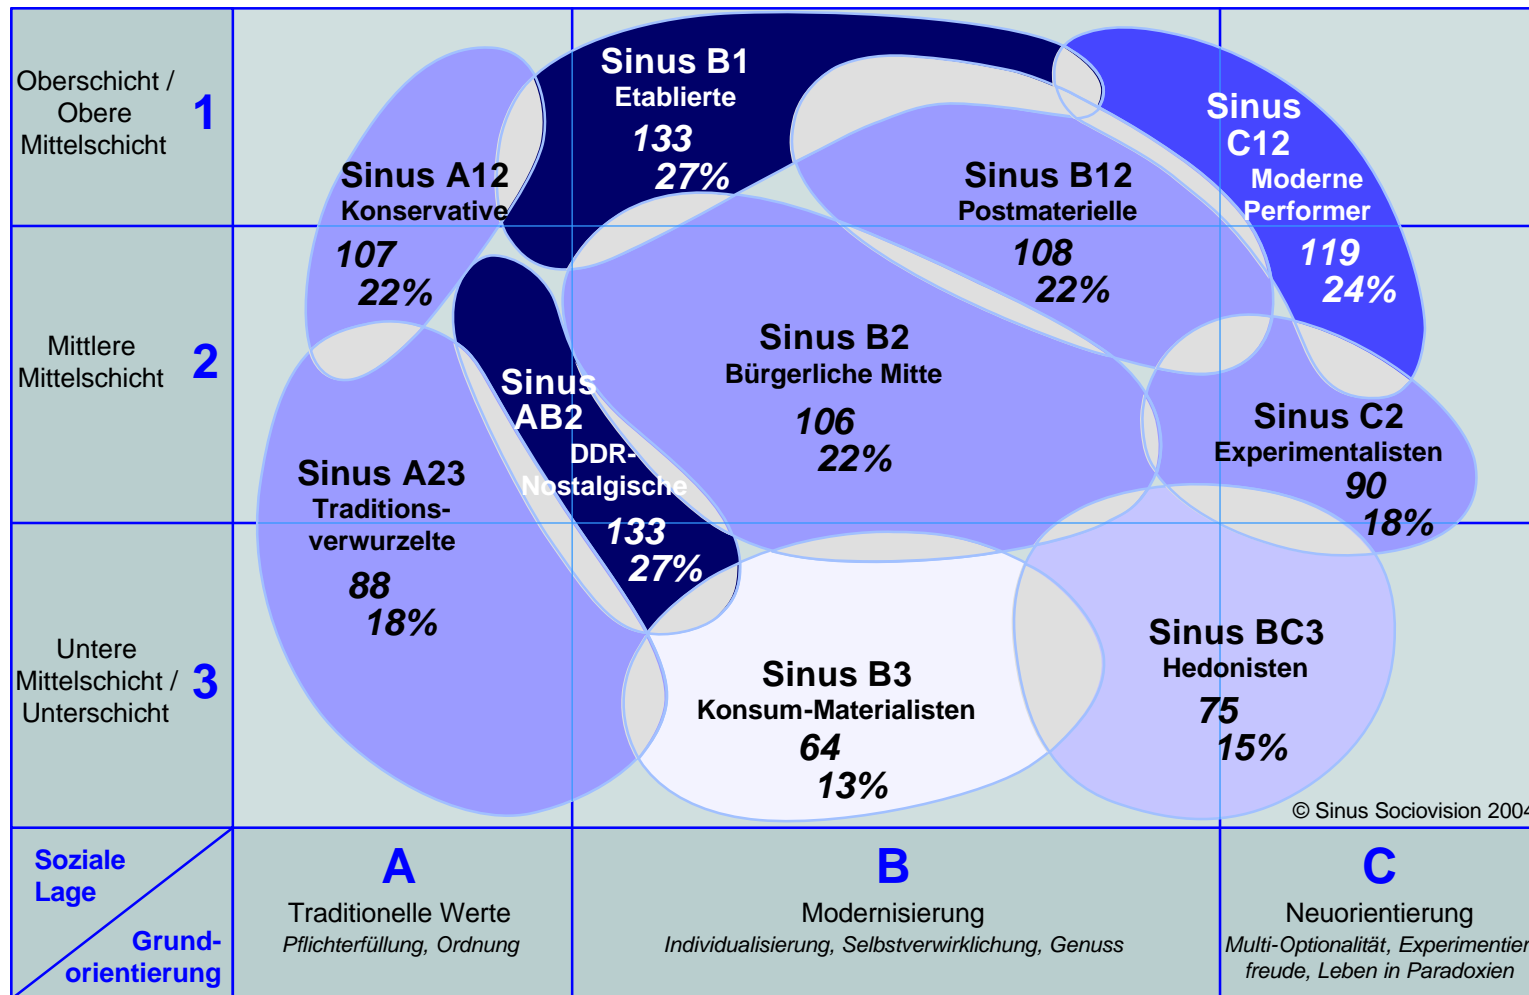 Oberschicht /
Obere
Mittelschicht
1
Sinus B1
Etablierte
133
27%
Sinus
C12
Moderne
Performer
119
24%
Sinus A12
Konservative
107
22%
Sinus B12
Postmaterielle
108
22%
Mittlere
Mittelschicht
2
Sinus B2
Bürgerliche Mitte
106
22%
Sinus
AB2
DDR-
Nostalgische
133
27%
Sinus C2
Experimentalisten
90
18%
Sinus A23
Traditions-
verwurzelte
88
18%
Untere
Mittelschicht /
Unterschicht
3
Sinus B3
Konsum-Materialisten
64
13%
Sinus BC3
Hedonisten
75
15%
© Sinus Sociovision 2004
Soziale
Lage
Grund-
orientierung
A
Traditionelle Werte
Pflichterfüllung, Ordnung
B
Modernisierung
Individualisierung, Selbstverwirklichung, Genuss
C
Neuorientierung
Multi-Optionalität, Experimentier
freude, Leben in Paradoxien